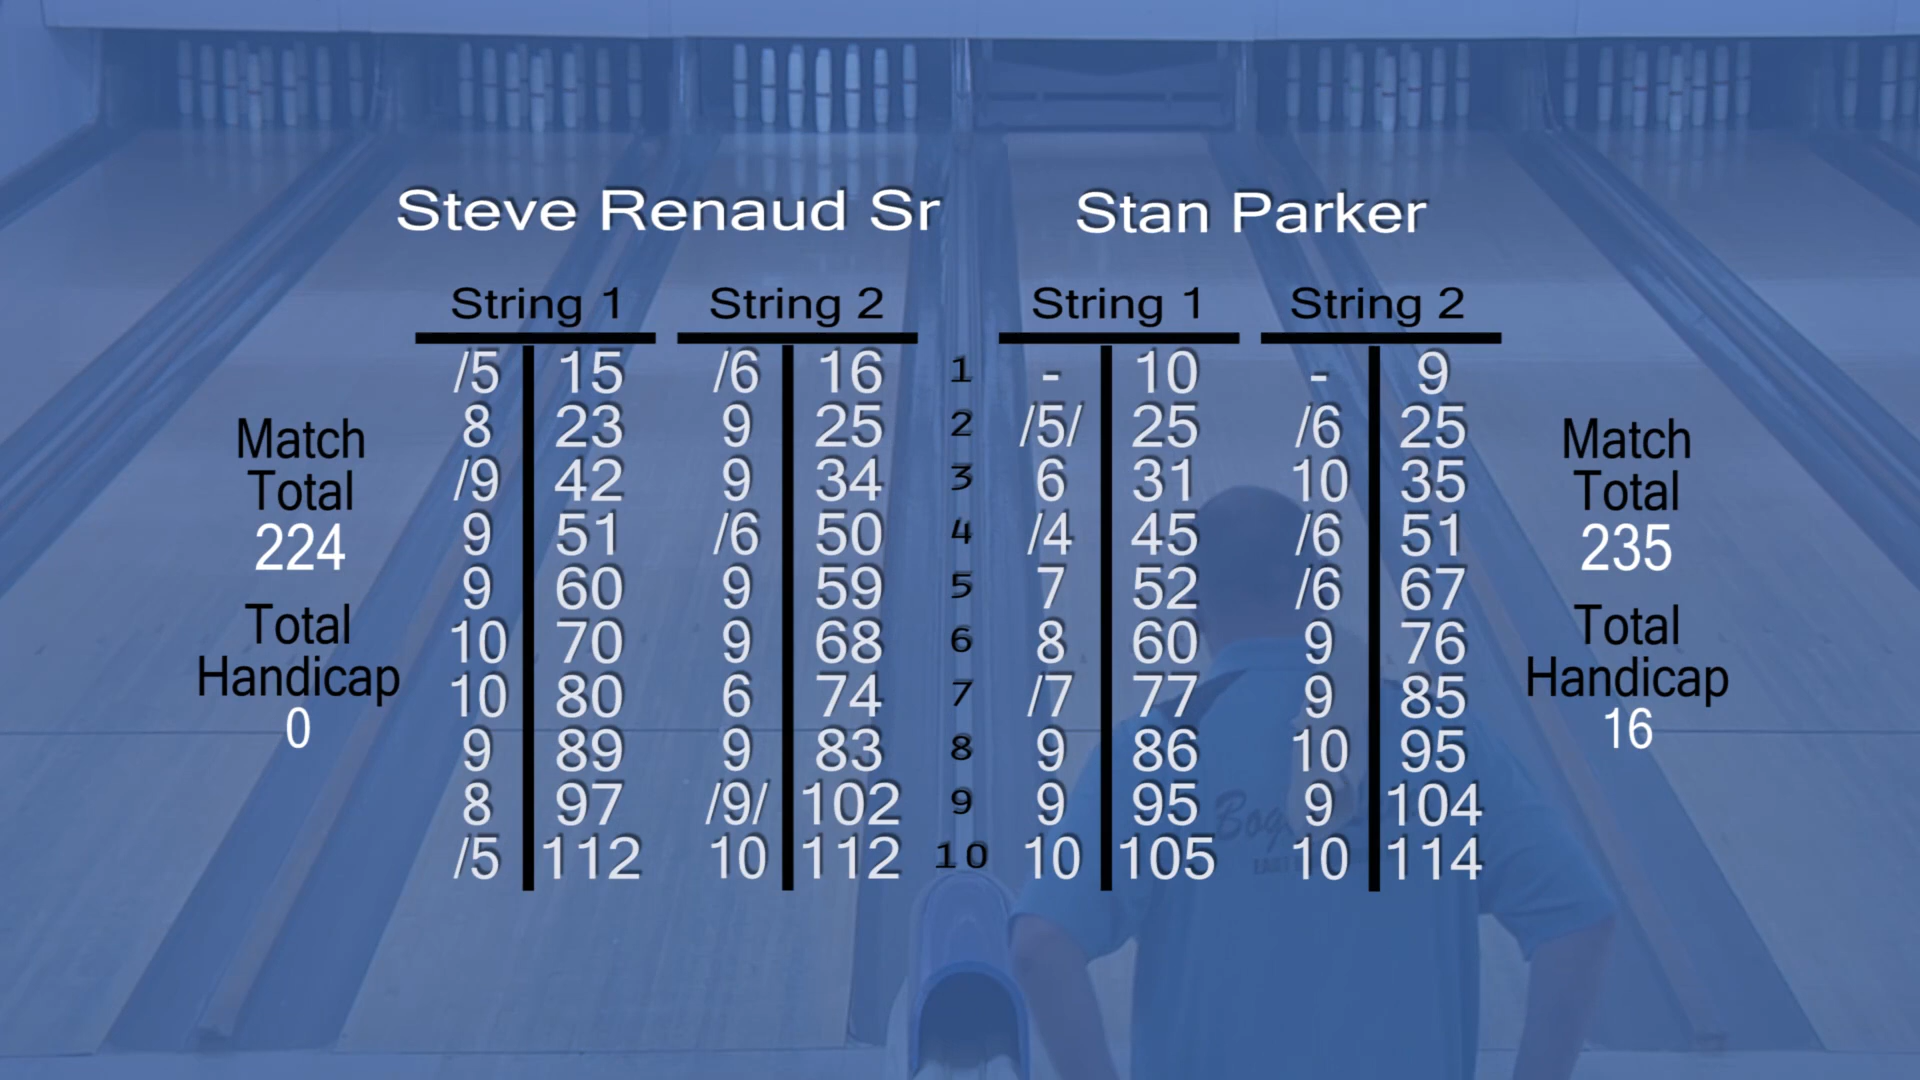 Steve Renaud Sr Stan Parker
String 1 String 2 String 1 String 2
/5 15 /6 16 1 - 10 - 9
8 23 9 25 2 /5/ 25 /6 25
/9 42 9 34 3 6 31 10 35
9 51 /6 50 4 /4 45 /6 51
9 60 9 59 5 7 52 /6 67
10 70 9 68 6 8 60 9 76
10 80 6 74 7 /7 77 9 85
9 89 9 83 8 9 86 10 95
8 97 /9/ 102 9 9 95 9 104
/5 112 10 112 10 10 105 10 114
Match
Total
224
Total
Handicap
0
Match
Total
235
Total
Handicap
16